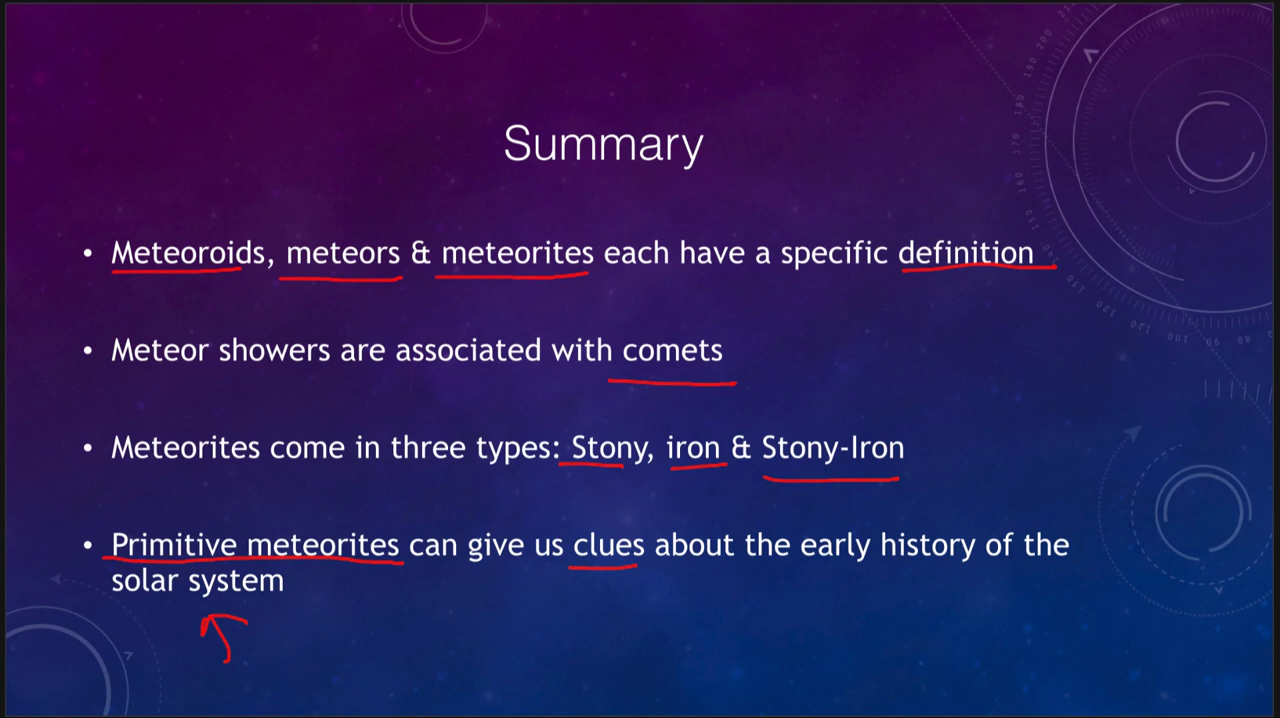 Summary
• Meteoroids, meteors & meteorites each have a specific definition
• Meteor showers are associated with comets
• Meteorites come in three types: Stony, iron & Stony-Iron
• Primitive meteorites can give us clues about the early history of the
solar system